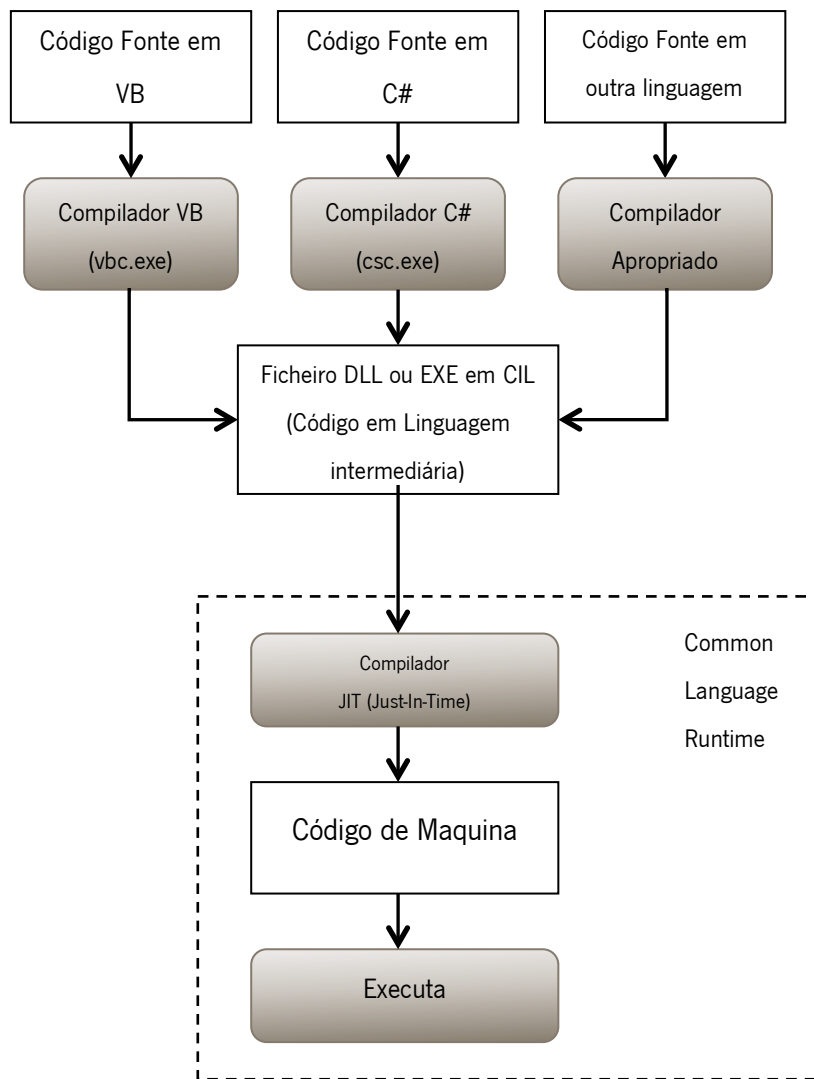 Código Fonte em
VB
Código Fonte em
C#
Código Fonte em
outra linguagem
Compilador VB
(vbc.exe)
Compilador C#
(csc.exe)
Compilador
Apropriado
Ficheiro DLL ou EXE em CIL
(Código em Linguagem
intermediária)
Compilador
JIT (Just-In-Time)
Common
Language
Runtime
Código de Maquina
Executa